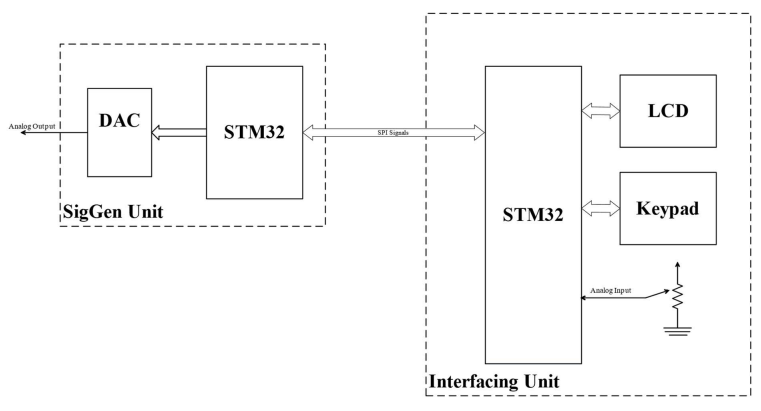 Analog Output
DAC
STM32
SigGen Unit
SPI Signals
STM32
LCD
Keypad
Analog Input
Interfacing Unit